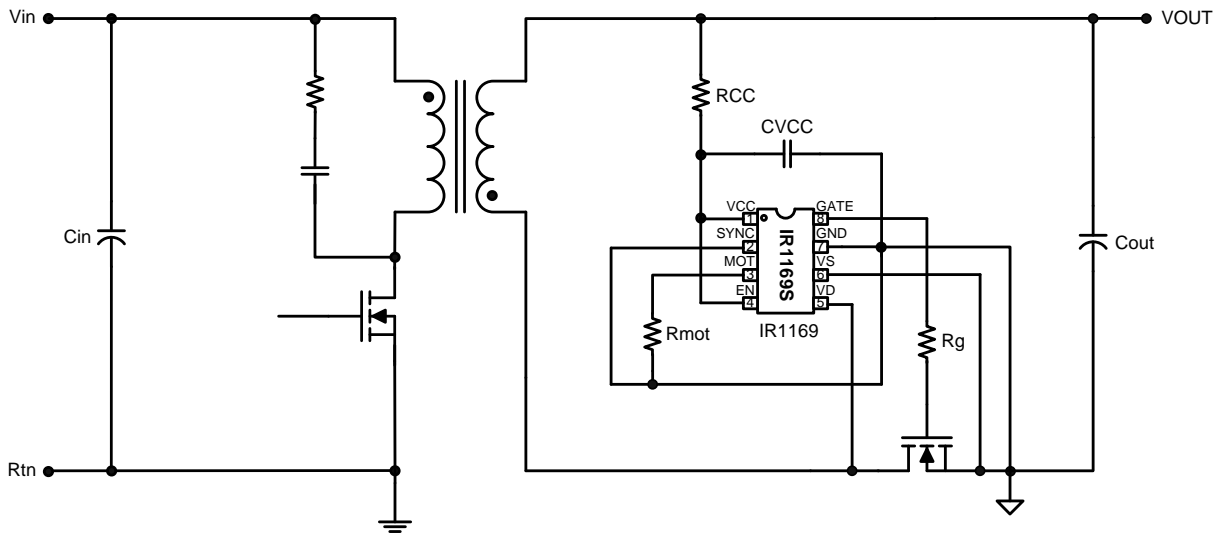 Vin
VOUT
RCC
CVCC
VCC
GATE
1
8
SYNC
GND
2
7
MOT
VS
3
6
EN
VD
4
5
IR1169S
IR1169
Cin
Cout
Rmot
Rg
Rtn